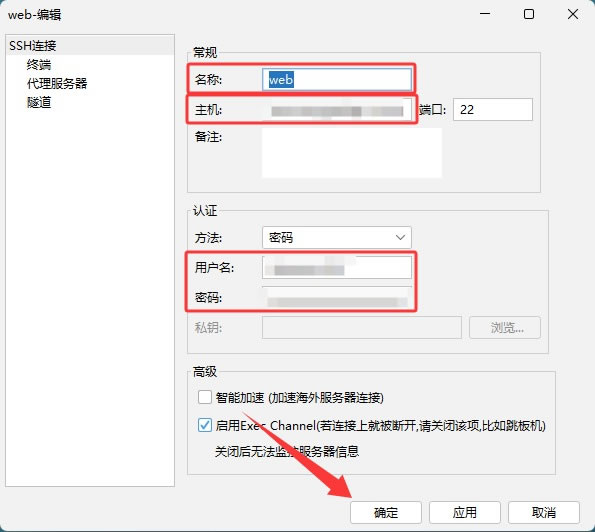 web-编辑
SSH连接
终端
代理服务器
隧道
常规
名称: web
主机: 端口: 22
备注:
认证
方法: 密码
用户名:
密码:
私钥: 浏览...
高级
智能加速 (加速海外服务器连接)
启用Exec Channel(若连接上就被断开,请关闭该项,比如跳板机)
关闭后无法监控服务器信息
确定 应用 取消